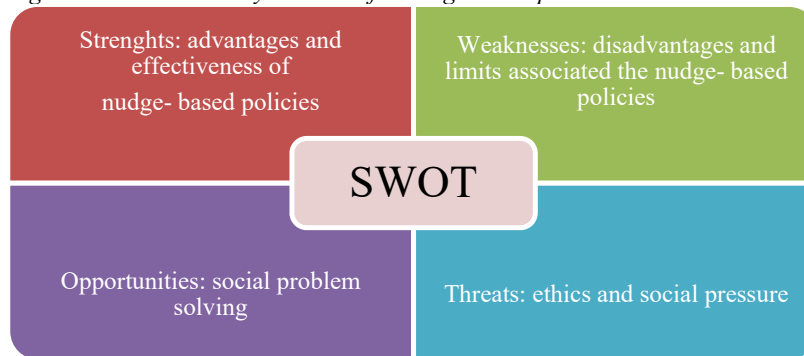 Strenghts: advantages and
effectiveness of
nudge- based policies
Weaknesses: disadvantages and
limits associated the nudge- based
policies
SWOT
Opportunities: social problem
solving
Threats: ethics and social pressure